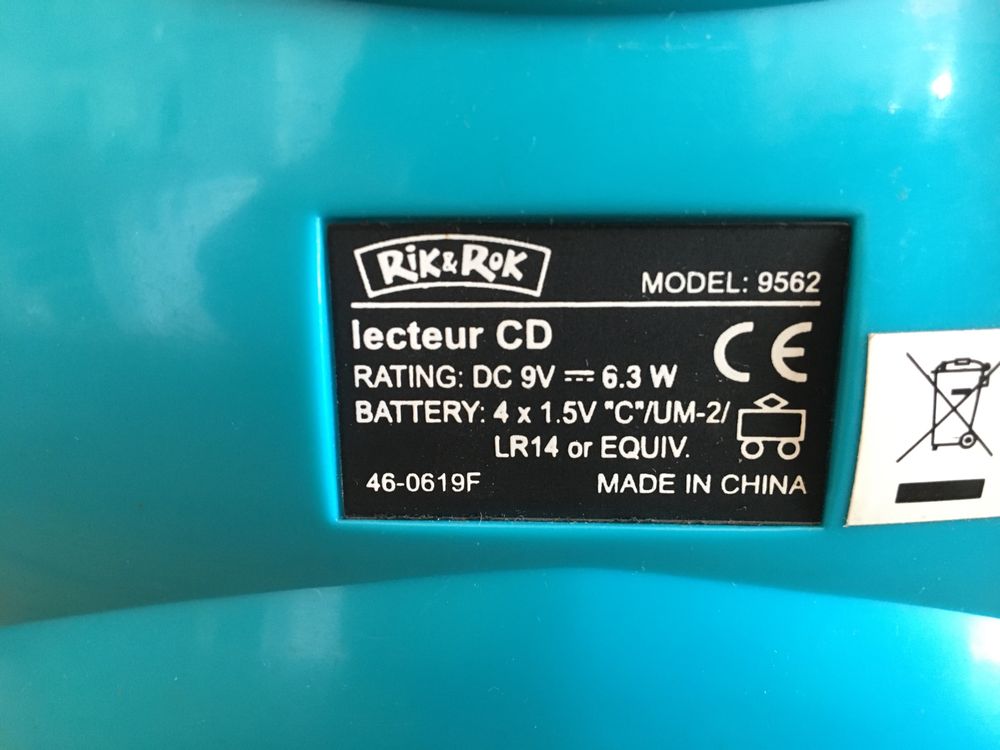 RiK&RoK
MODEL: 9562
lecteur CD
CE
RATING: DC 9V ⎓ 6.3 W
BATTERY: 4 x 1.5V "C"/UM-2/
LR14 or EQUIV.
46-0619F
MADE IN CHINA